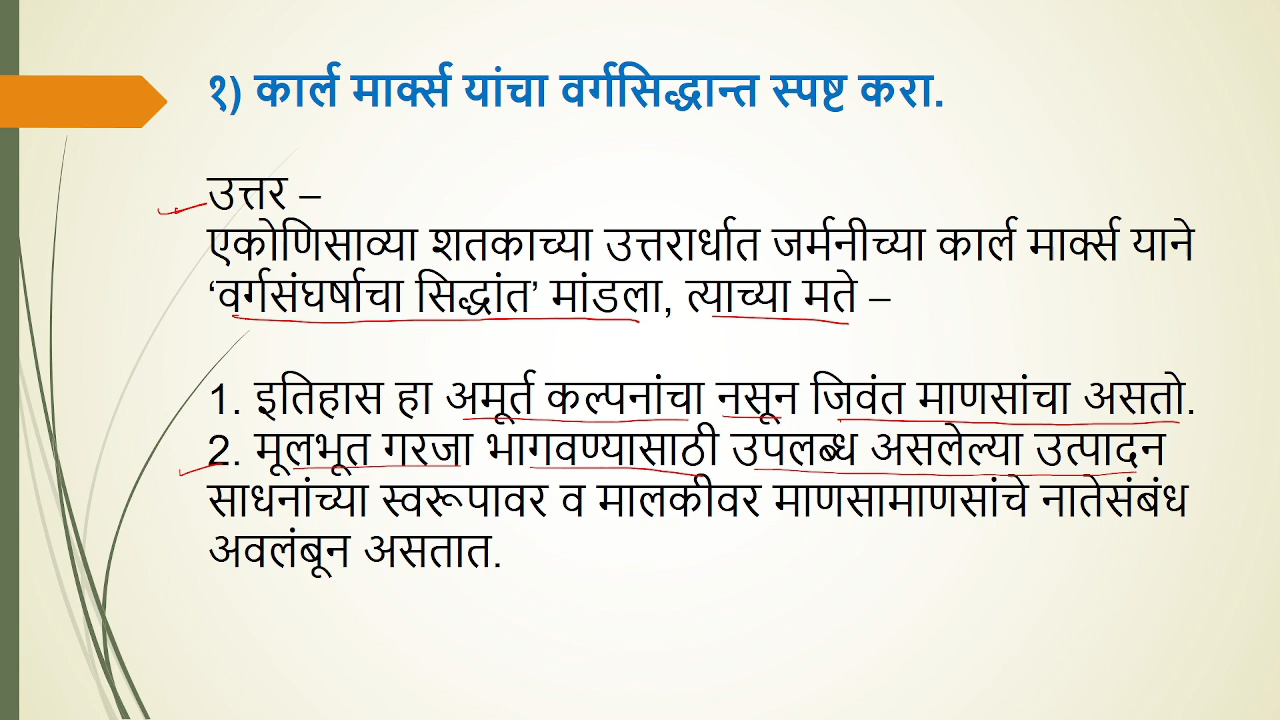 १) कार्ल मार्क्स यांचा वर्गसिद्धान्त स्पष्ट करा.
उत्तर –
एकोणिसाव्या शतकाच्या उत्तरार्धात जर्मनीच्या कार्ल मार्क्स याने
‘वर्गसंघर्षाचा सिद्धांत’ मांडला, त्याच्या मते –
1. इतिहास हा अमूर्त कल्पनांचा नसून जिवंत माणसांचा असतो.
2. मूलभूत गरजा भागवण्यासाठी उपलब्ध असलेल्या उत्पादन
साधनांच्या स्वरूपावर व मालकीवर माणसामाणसांचे नातेसंबंध
अवलंबून असतात.